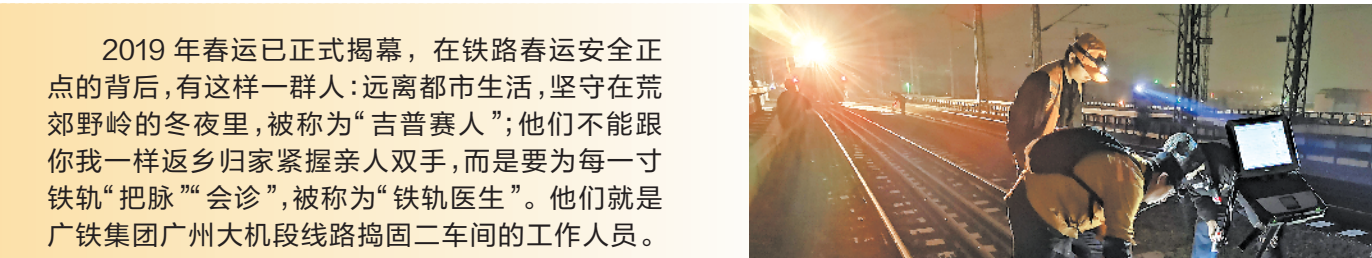 2019 年春运已正式揭幕，在铁路春运安全正
点的背后,有这样一群人:远离都市生活,坚守在荒
郊野岭的冬夜里,被称为“吉普赛人”;他们不能跟
你我一样返乡归家紧握亲人双手,而是要为每一寸
铁轨“把脉”“会诊”,被称为“铁轨医生”。他们就是
广铁集团广州大机段线路捣固二车间的工作人员。